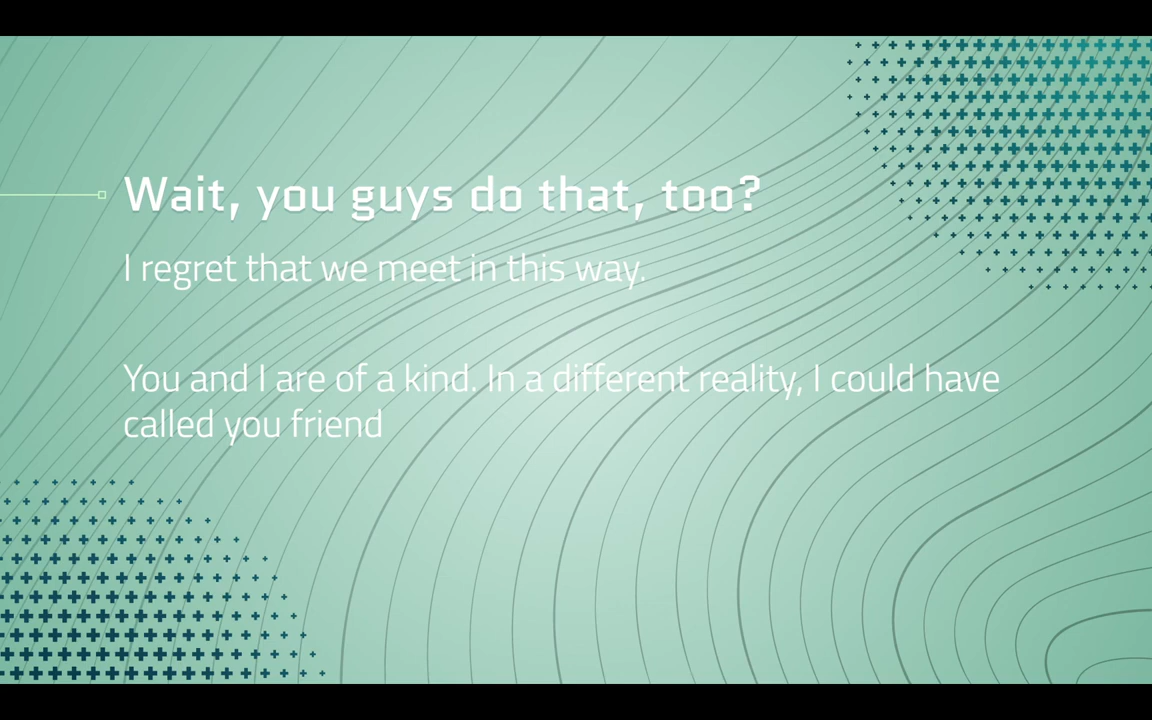 Wait, you guys do that, too?
I regret that we meet in this way.
You and I are of a kind. In a different reality, I could have
called you friend